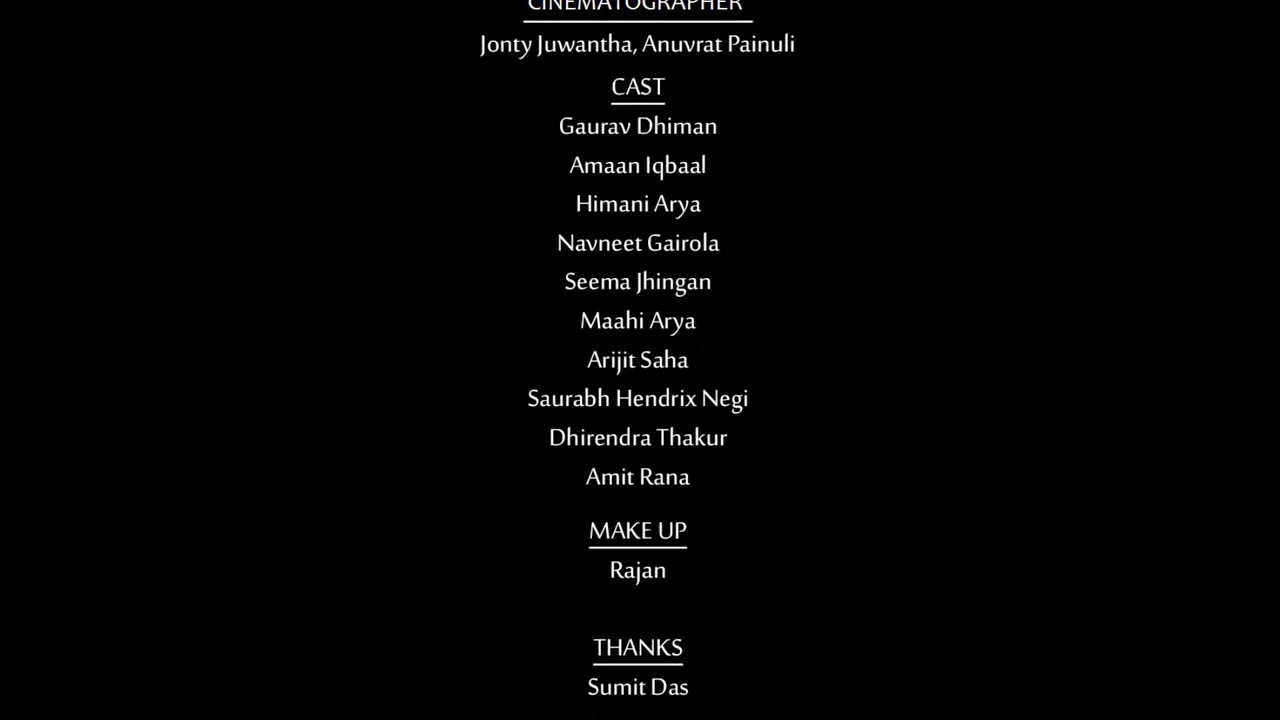 CINEMATOGRAPHER
Jonty Juwantha, Anuvrat Painuli
CAST
Gaurav Dhiman
Amaan Iqbaal
Himani Arya
Navneet Gairola
Seema Jhingan
Maahi Arya
Arijit Saha
Saurabh Hendrix Negi
Dhirendra Thakur
Amit Rana
MAKE UP
Rajan
THANKS
Sumit Das